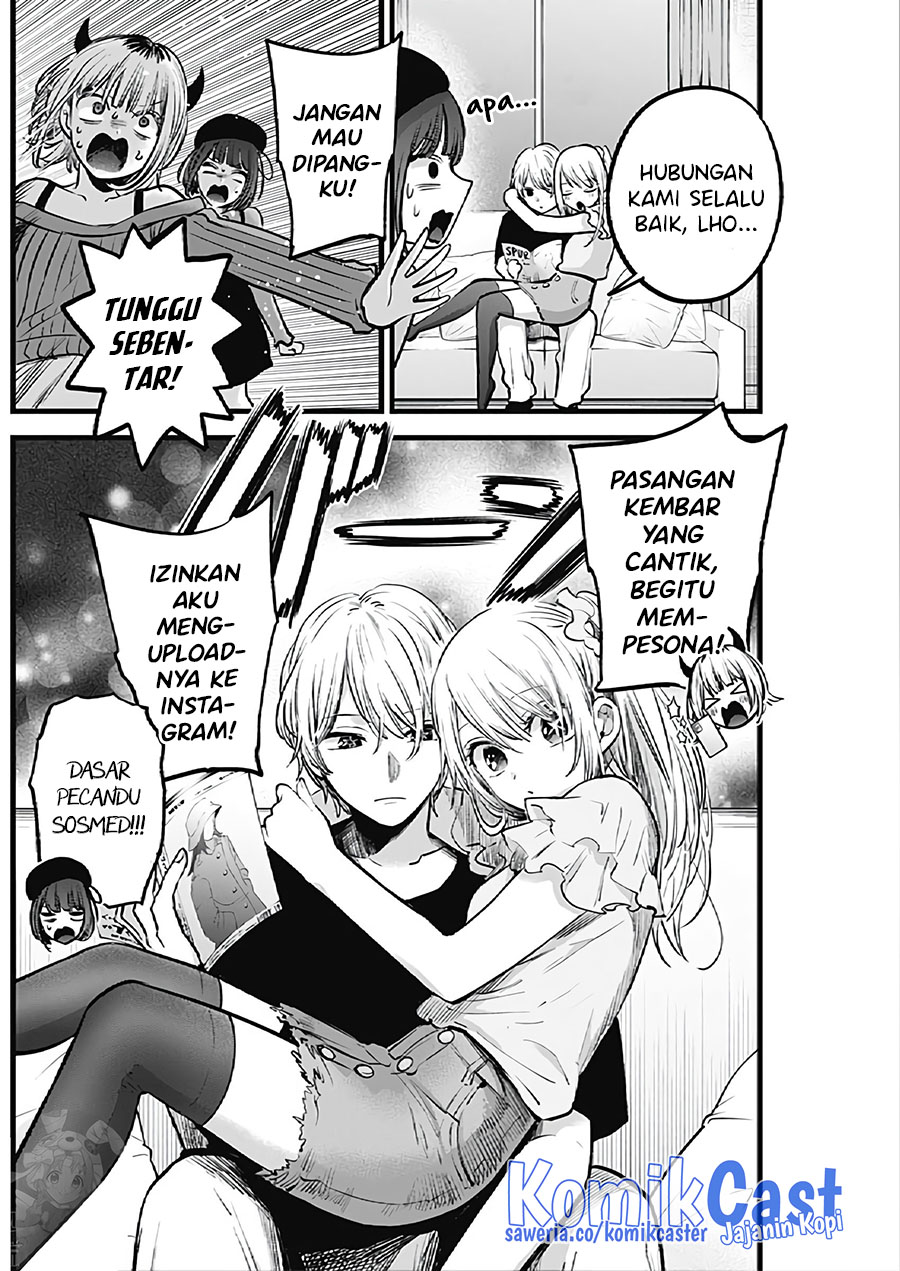 HUBUNGAN
KAMI SELALU
BAIK, LHO...
SPUR
apa...
JANGAN
MAU
DIPANG-
KU!
TUNGGU
SEBEN-
TAR!
PASANGAN
KEMBAR
YANG
CANTIK,
BEGITU
MEM-
PESONA!
IZINKAN
AKU
MENG-
UPLOAD-
NYA KE
INSTA-
GRAM!
DASAR
PECANDU
SOSMED!!!
KomikCast
saweria.co/komikcaster
Jajanin Kopi